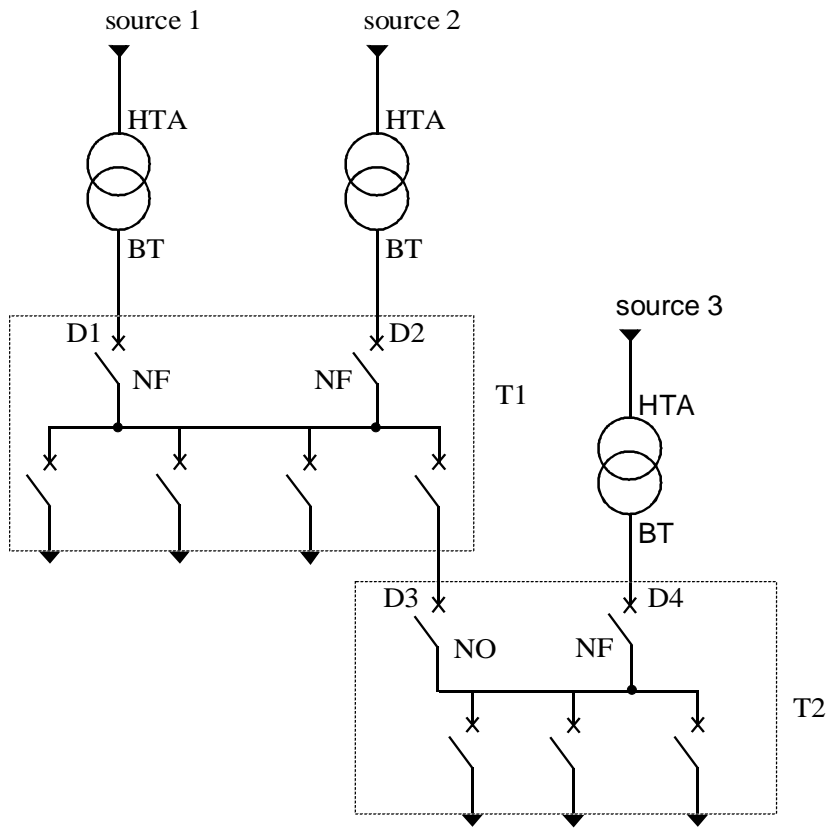 source 1
source 2
HTA
HTA
BT
BT
source 3
D1
D2
NF
NF
T1
HTA
BT
D3
D4
NO
NF
T2